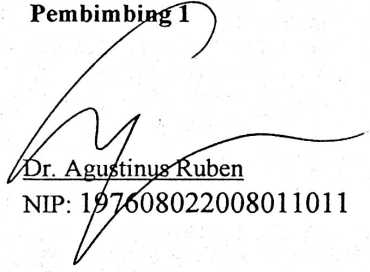 Pembimbing 1
Dr. Agustinus Ruben
NIP: 197608022008011011